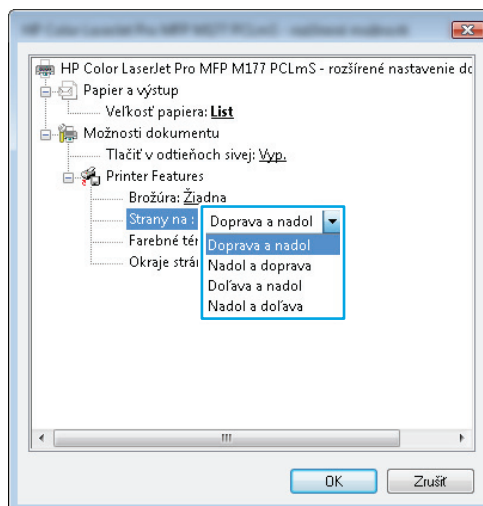 HP Color LaserJet Pro MFP M177 PCLmS - rozšírené nastavenie do
Papier a výstup
Veľkosť papiera: List
Možnosti dokumentu
Tlačiť v odtieňoch sivej: Vyp.
Printer Features
Brožúra: Žiadna
Strany na : Doprava a nadol
Farebné Doprava a nadol
Okraje Nadol a doprava
Doľava a nadol
Nadol a doľava
OK Zrušiť